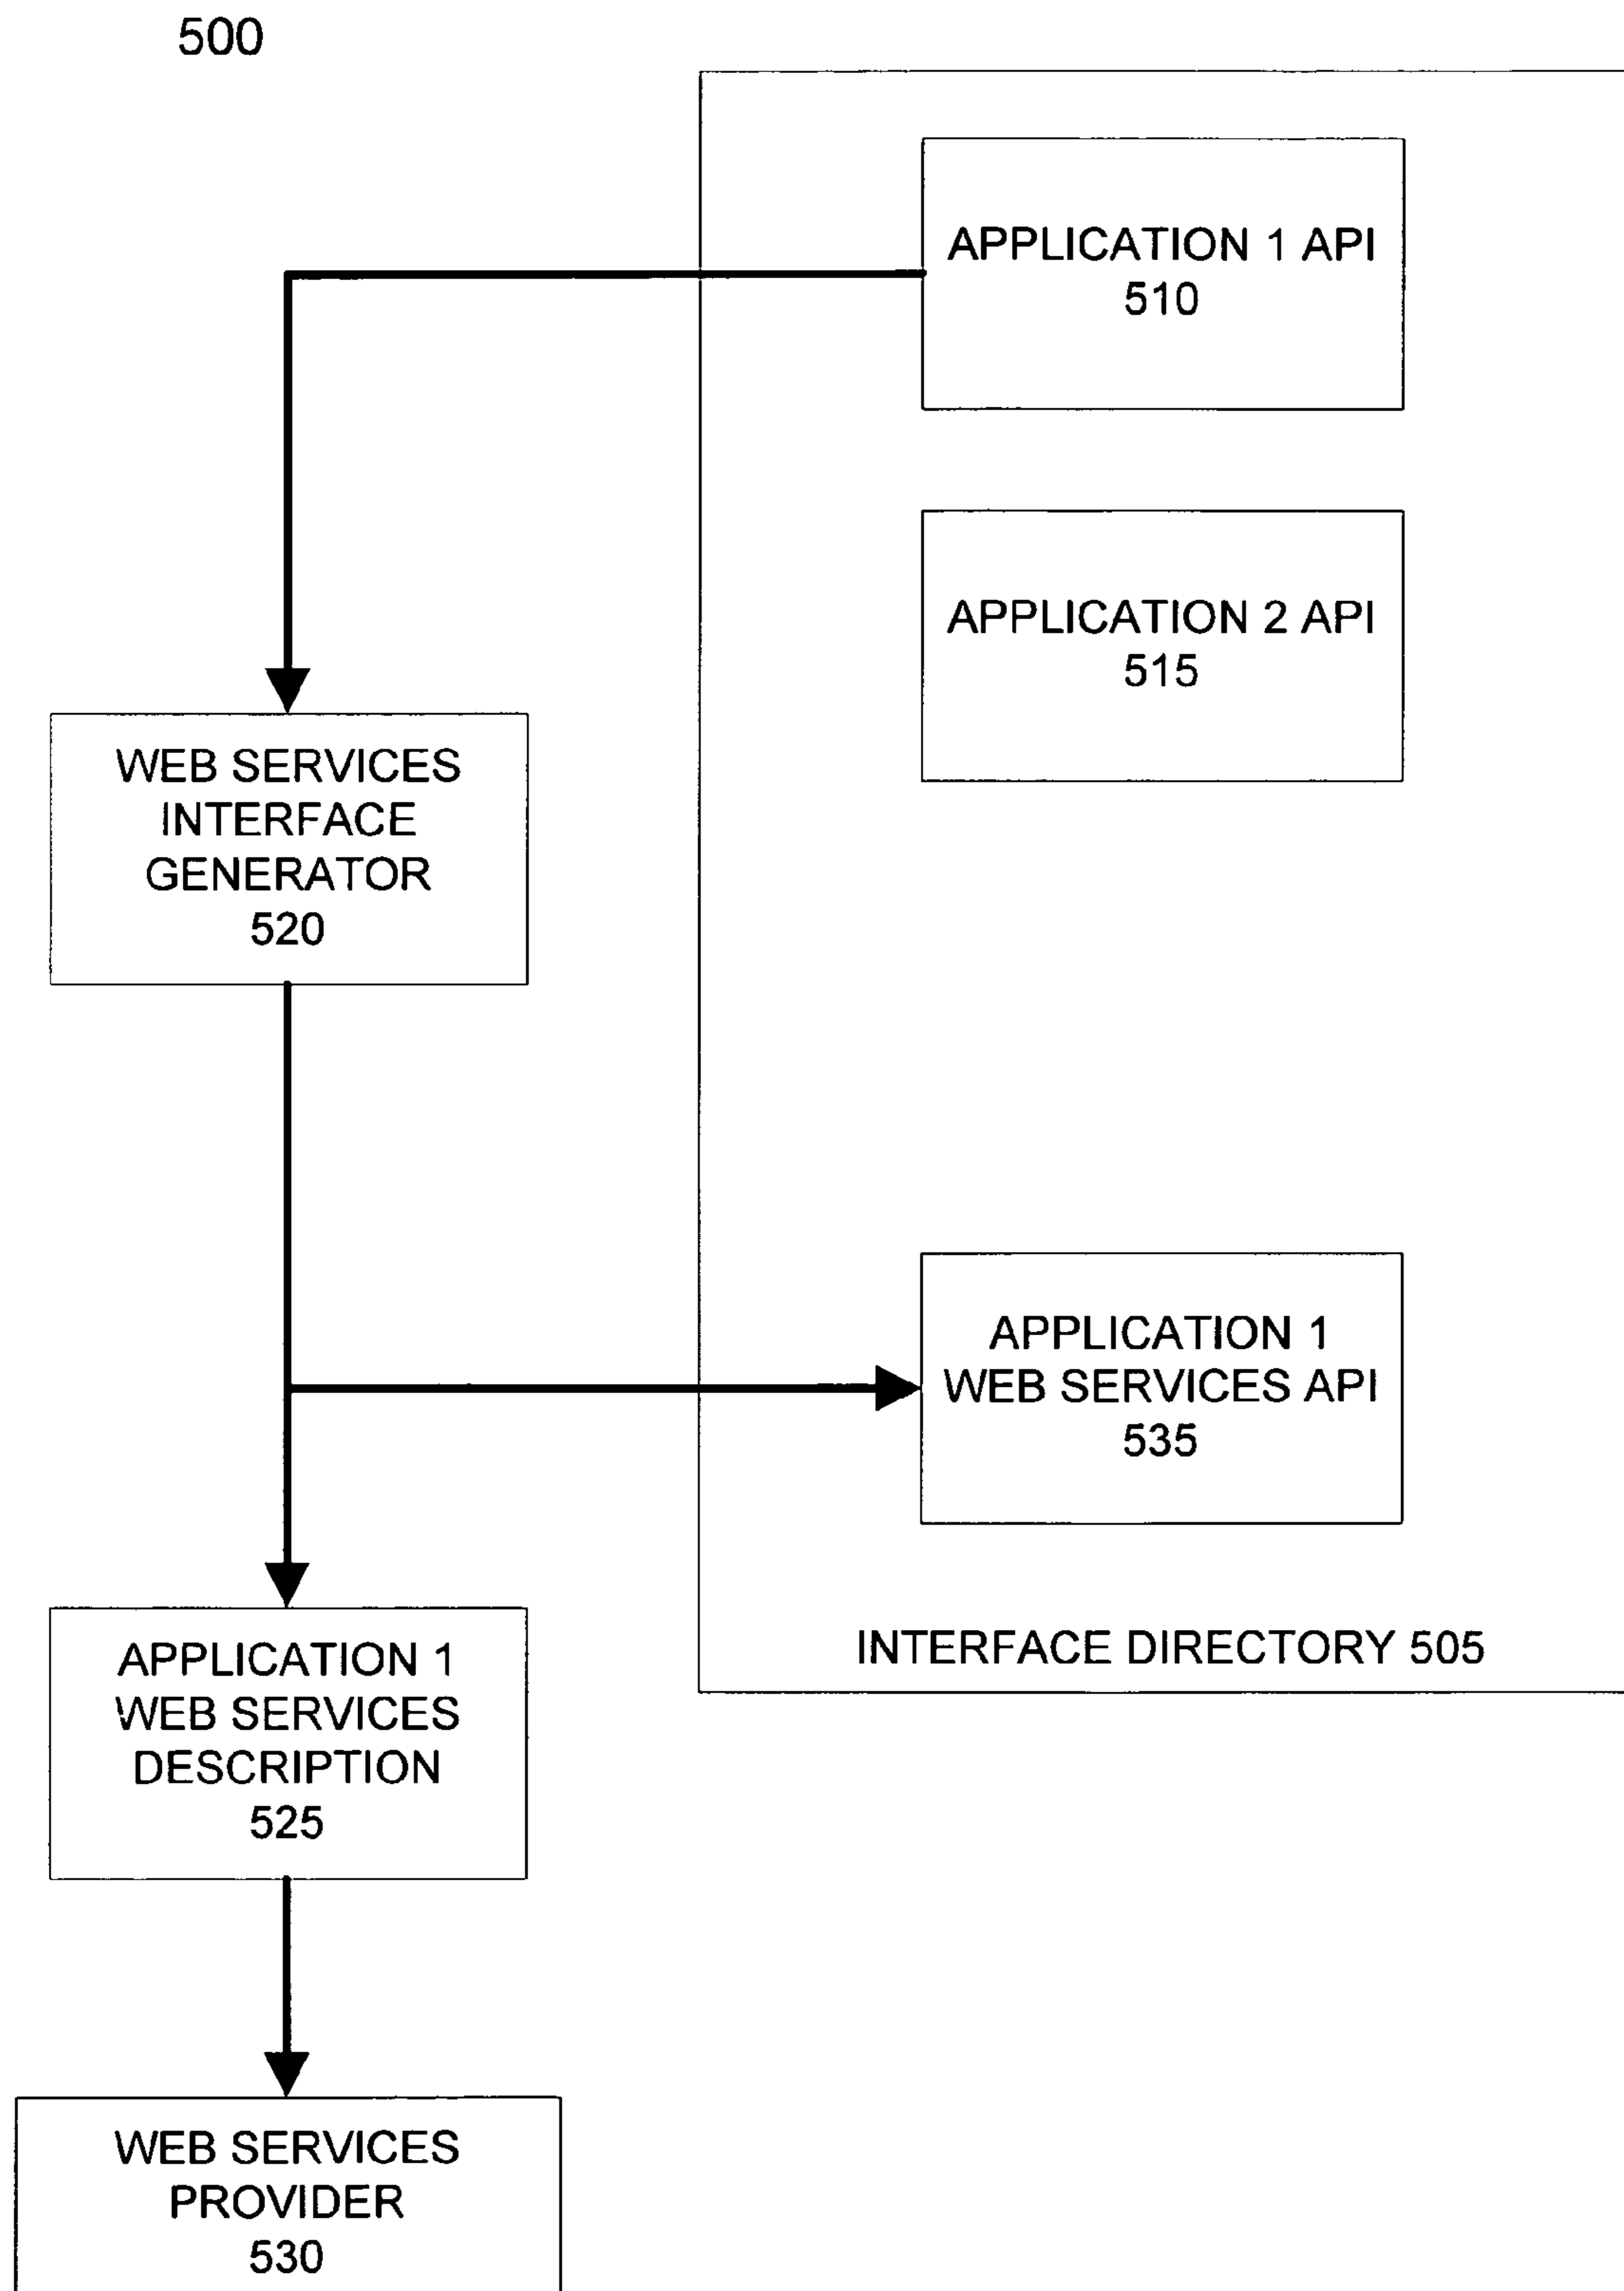 500
APPLICATION 1 API
510
APPLICATION 2 API
515
WEB SERVICES
INTERFACE
GENERATOR
520
APPLICATION 1
WEB SERVICES API
535
INTERFACE DIRECTORY 505
APPLICATION 1
WEB SERVICES
DESCRIPTION
525
WEB SERVICES
PROVIDER
530